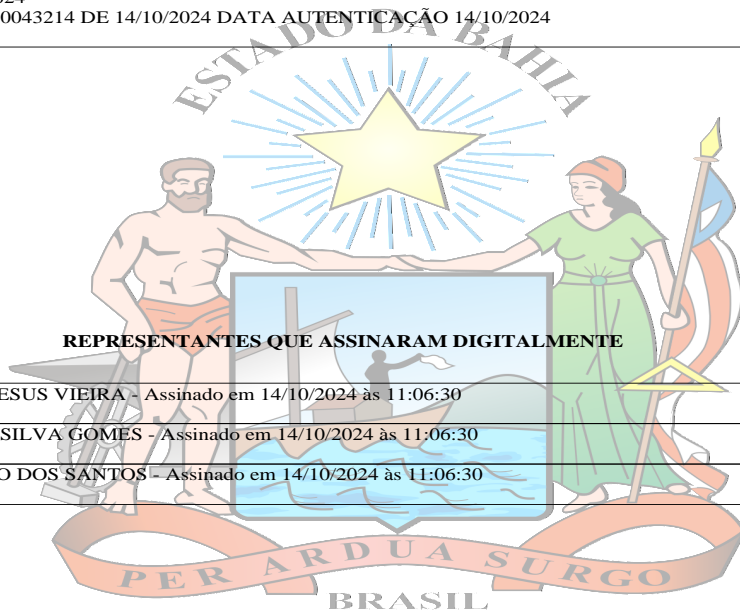 0043214 DE 14/10/2024 DATA AUTENTICAÇÃO 14/10/2024
ESTADO DA BAHIA
REPRESENTANTES QUE ASSINARAM DIGITALMENTE
ESUS VIEIRA - Assinado em 14/10/2024 às 11:06:30
SILVA GOMES - Assinado em 14/10/2024 às 11:06:30
O DOS SANTOS - Assinado em 14/10/2024 às 11:06:30
PER ARDUA SURGO
BRASIL